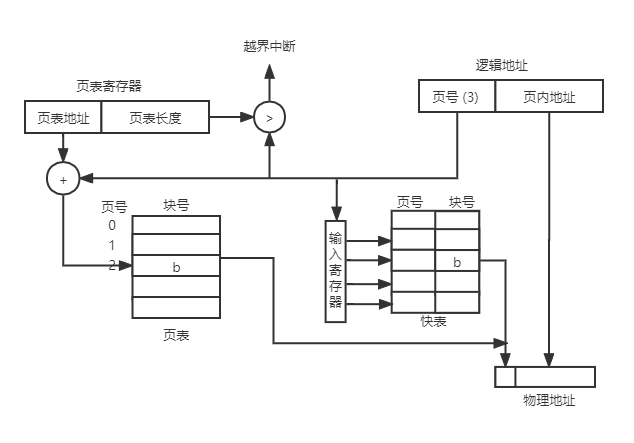 越界中断
页表寄存器
逻辑地址
页表地址 页表长度
>
页号 (3) 页内地址
+
页号 块号
0
1
2
b
页表
输入寄存器
页号 块号
b
快表
物理地址